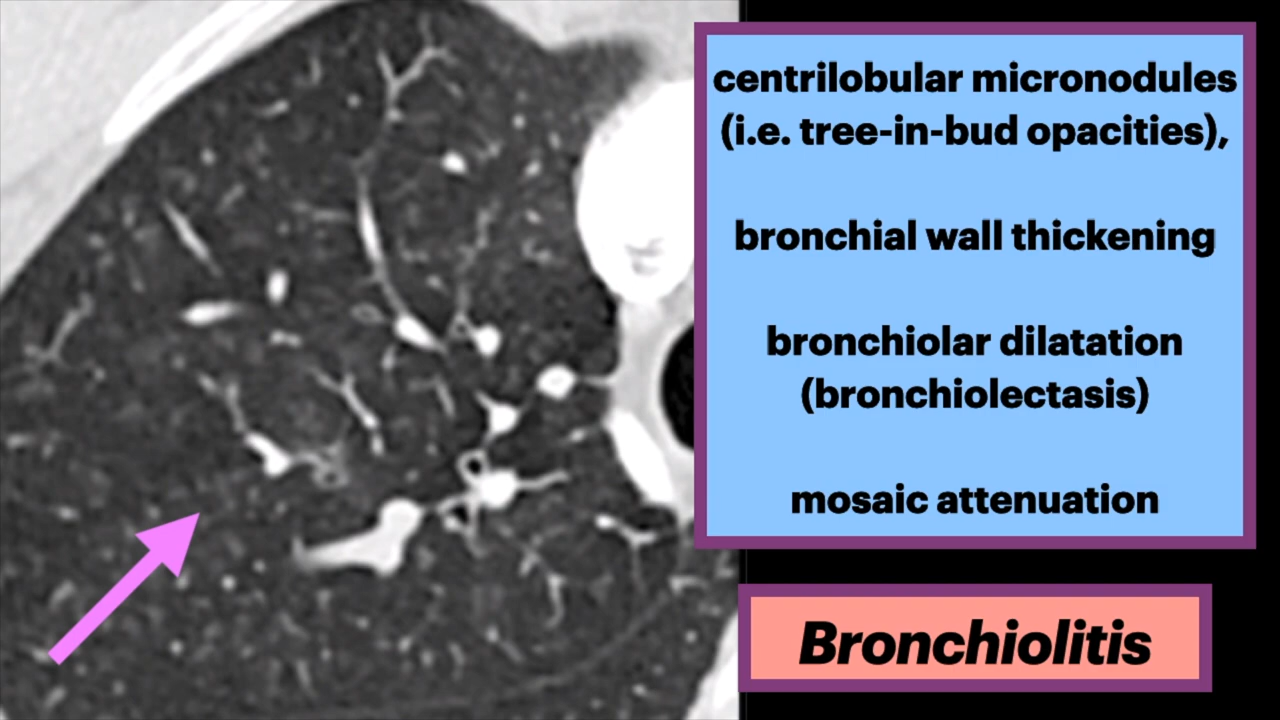 centrilobular micronodules
(i.e. tree-in-bud opacities),
bronchial wall thickening
bronchiolar dilatation
(bronchiolectasis)
mosaic attenuation
Bronchiolitis